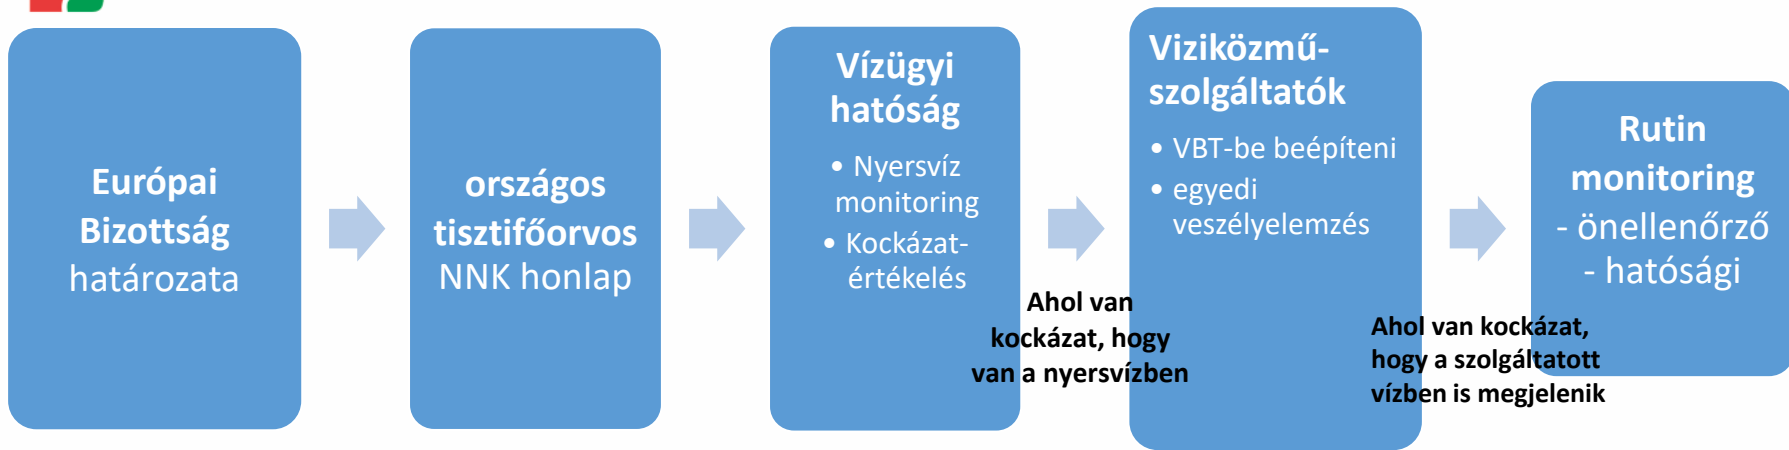 Európai
Bizottság
határozata
országos
tisztifőorvos
NNK honlap
Vízügyi
hatóság
• Nyersvíz
monitoring
• Kockázat-
értékelés
Ahol van
kockázat, hogy
van a nyersvízben
Viziközmű-
szolgáltatók
• VBT-be beépíteni
• egyedi
veszélyelemzés
Ahol van kockázat,
hogy a szolgáltatott
vízben is megjelenik
Rutin
monitoring
- önellenőrző
- hatósági